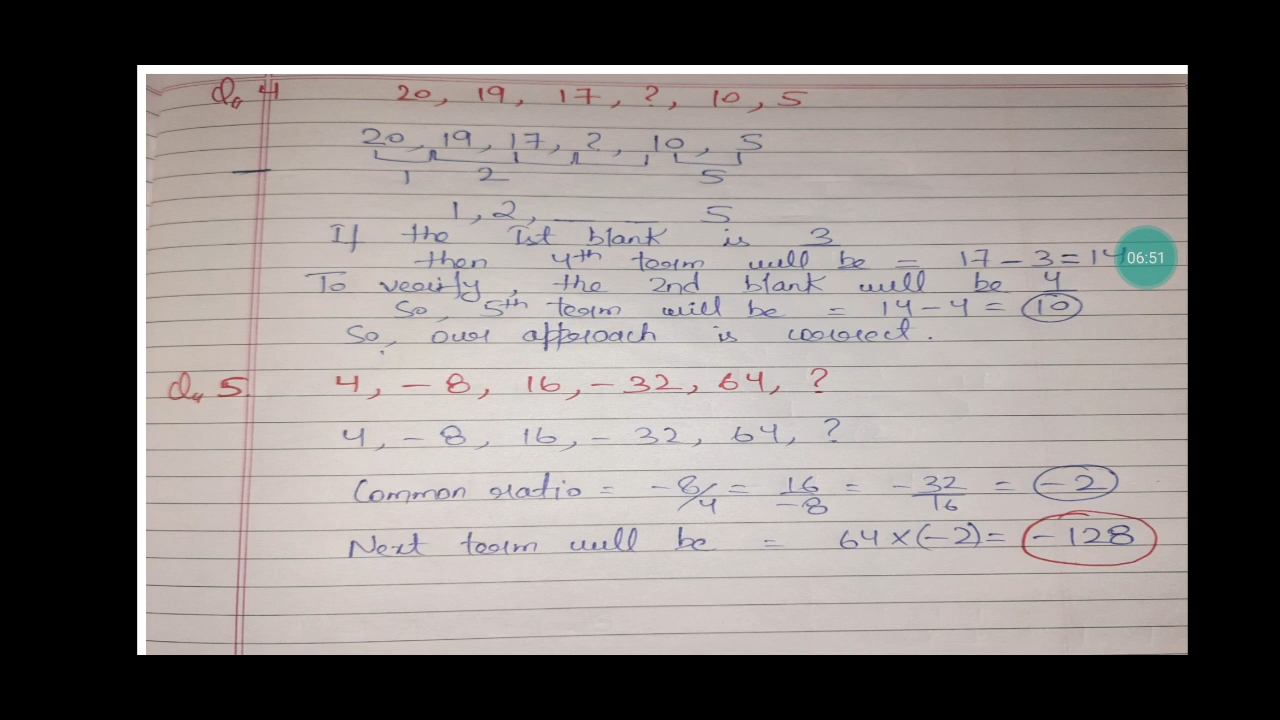 Q. 4 20, 19, 17, ?, 10, 5
20, 19, 17, ?, 10, 5
1 2 5
1, 2, __ __ 5
If the Ist blank is 3
then 4th term will be = 17 - 3 = 14
06:51
To verify, the 2nd blank will be 4
So, 5th term will be = 14 - 4 = 10
So, our approach is correct.
Q. 5 4, -8, 16, -32, 64, ?
4, -8, 16, -32, 64, ?
Common ratio = -8/4 = 16/-8 = -32/16 = -2
Next term will be = 64 × (-2) = -128